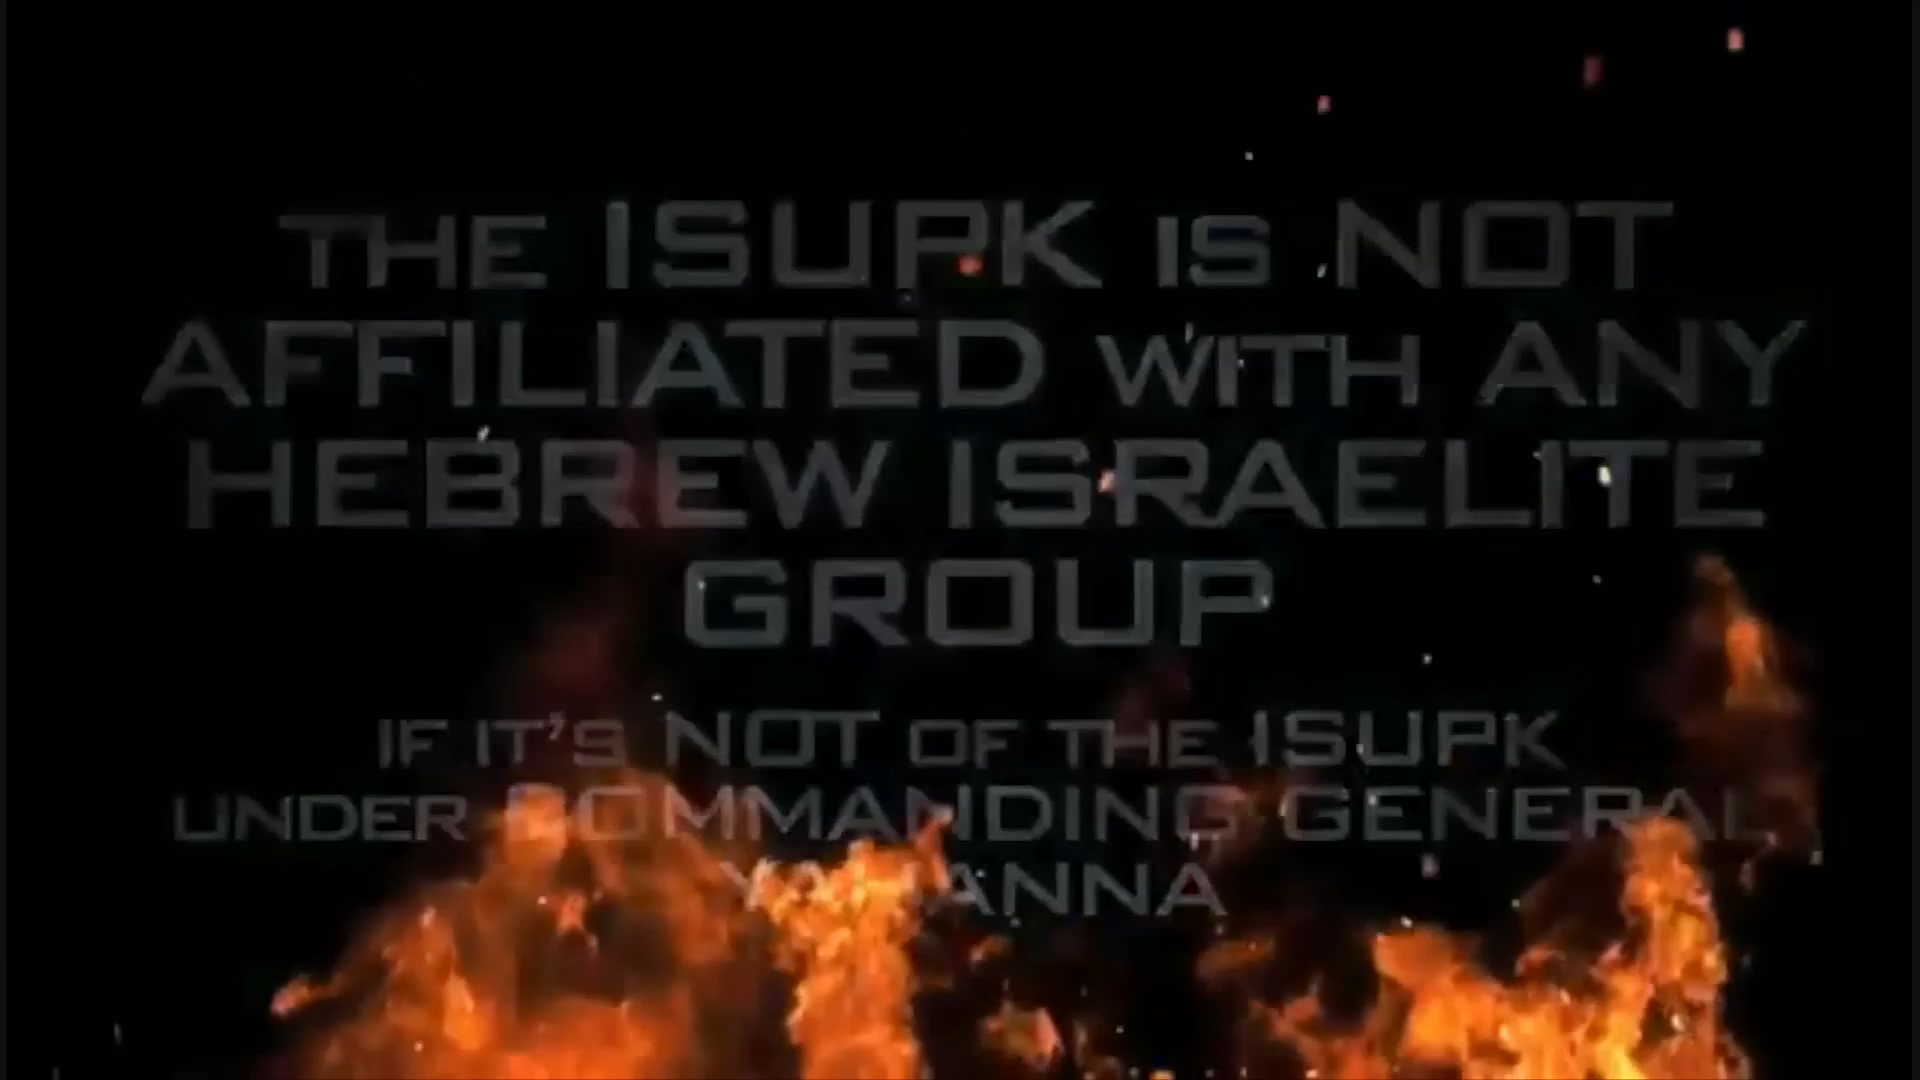 THE ISUPK IS NOT
AFFILIATED WITH ANY
HEBREW ISRAELITE
GROUP
IF IT'S NOT OF THE ISUPK
UNDER COMMANDING GENERAL